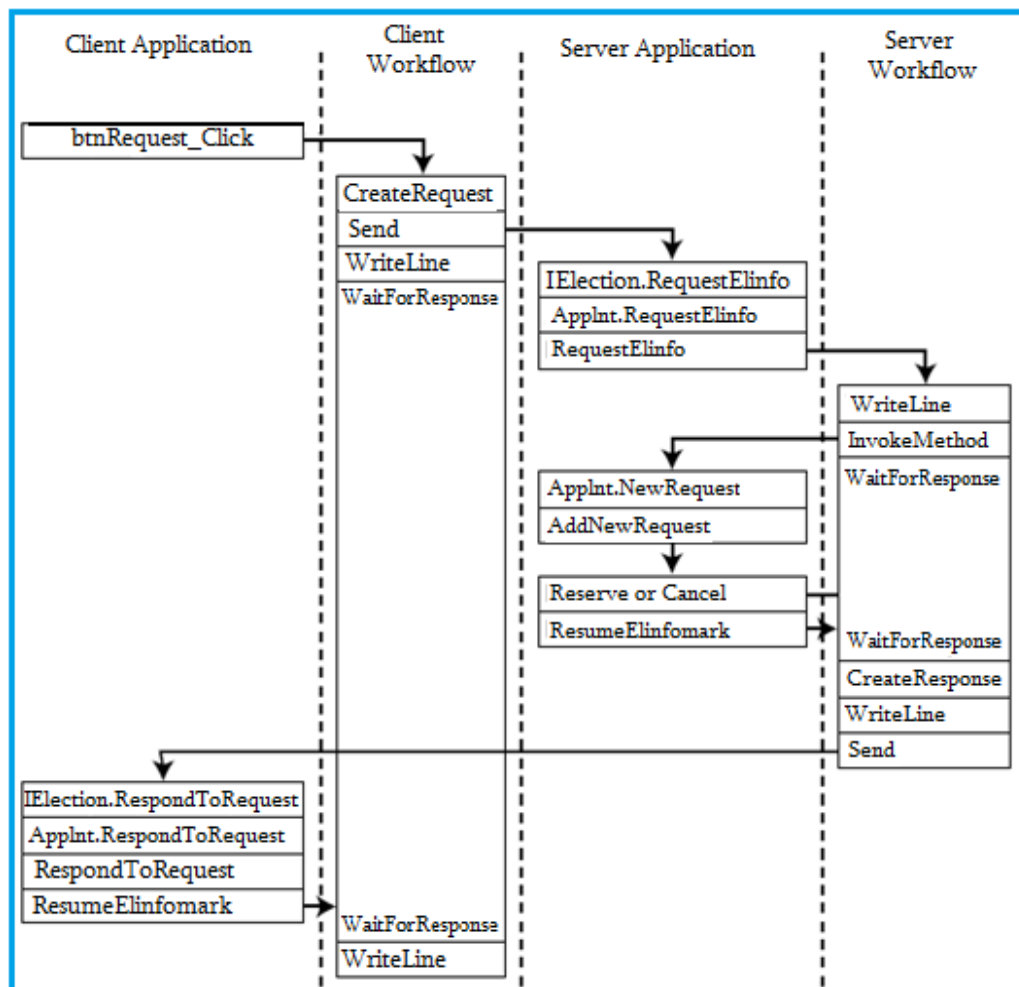 Client Application
Client
Workflow
Server Application
Server
Workflow
btnRequest_Click
CreateRequest
Send
WriteLine
WaitForResponse
IElection.RequestElinfo
Applnt.RequestElinfo
RequestElinfo
WriteLine
InvokeMethod
WaitForResponse
Applnt.NewRequest
AddNewRequest
Reserve or Cancel
ResumeElinfomark
WaitForResponse
CreateResponse
WriteLine
Send
IElection.RespondToRequest
Applnt.RespondToRequest
RespondToRequest
ResumeElinfomark
WaitForResponse
WriteLine